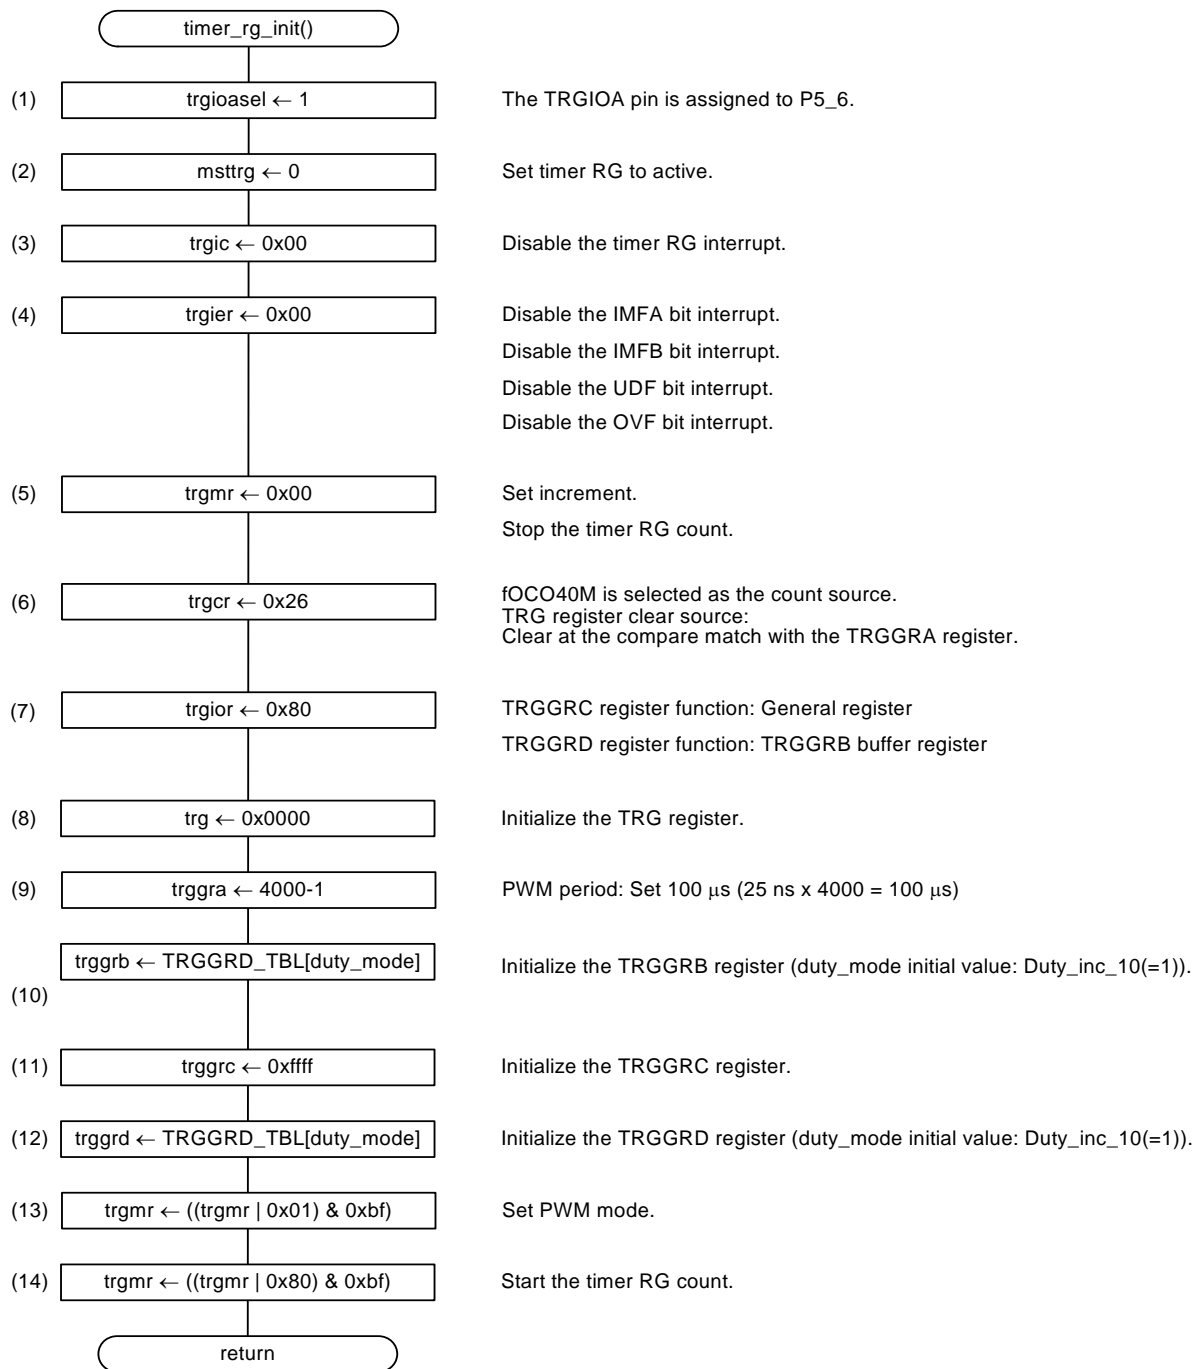 timer_rg_init()
(1) trgioasel ← 1 The TRGIOA pin is assigned to P5_6.
(2) msttrg ← 0 Set timer RG to active.
(3) trgic ← 0x00 Disable the timer RG interrupt.
(4) trgier ← 0x00 Disable the IMFA bit interrupt.
Disable the IMFB bit interrupt.
Disable the UDF bit interrupt.
Disable the OVF bit interrupt.
(5) trgmr ← 0x00 Set increment.
Stop the timer RG count.
(6) trgcr ← 0x26 fOCO40M is selected as the count source.
TRG register clear source:
Clear at the compare match with the TRGGRA register.
(7) trgior ← 0x80 TRGGRC register function: General register
TRGGRD register function: TRGGRB buffer register
(8) trg ← 0x0000 Initialize the TRG register.
(9) trggra ← 4000-1 PWM period: Set 100 μs (25 ns x 4000 = 100 μs)
trggrb ← TRGGRD_TBL[duty_mode] Initialize the TRGGRB register (duty_mode initial value: Duty_inc_10(=1)).
(10)
(11) trggrc ← 0xffff Initialize the TRGGRC register.
(12) trggrd ← TRGGRD_TBL[duty_mode] Initialize the TRGGRD register (duty_mode initial value: Duty_inc_10(=1)).
(13) trgmr ← ((trgmr | 0x01) & 0xbf) Set PWM mode.
(14) trgmr ← ((trgmr | 0x80) & 0xbf) Start the timer RG count.
return